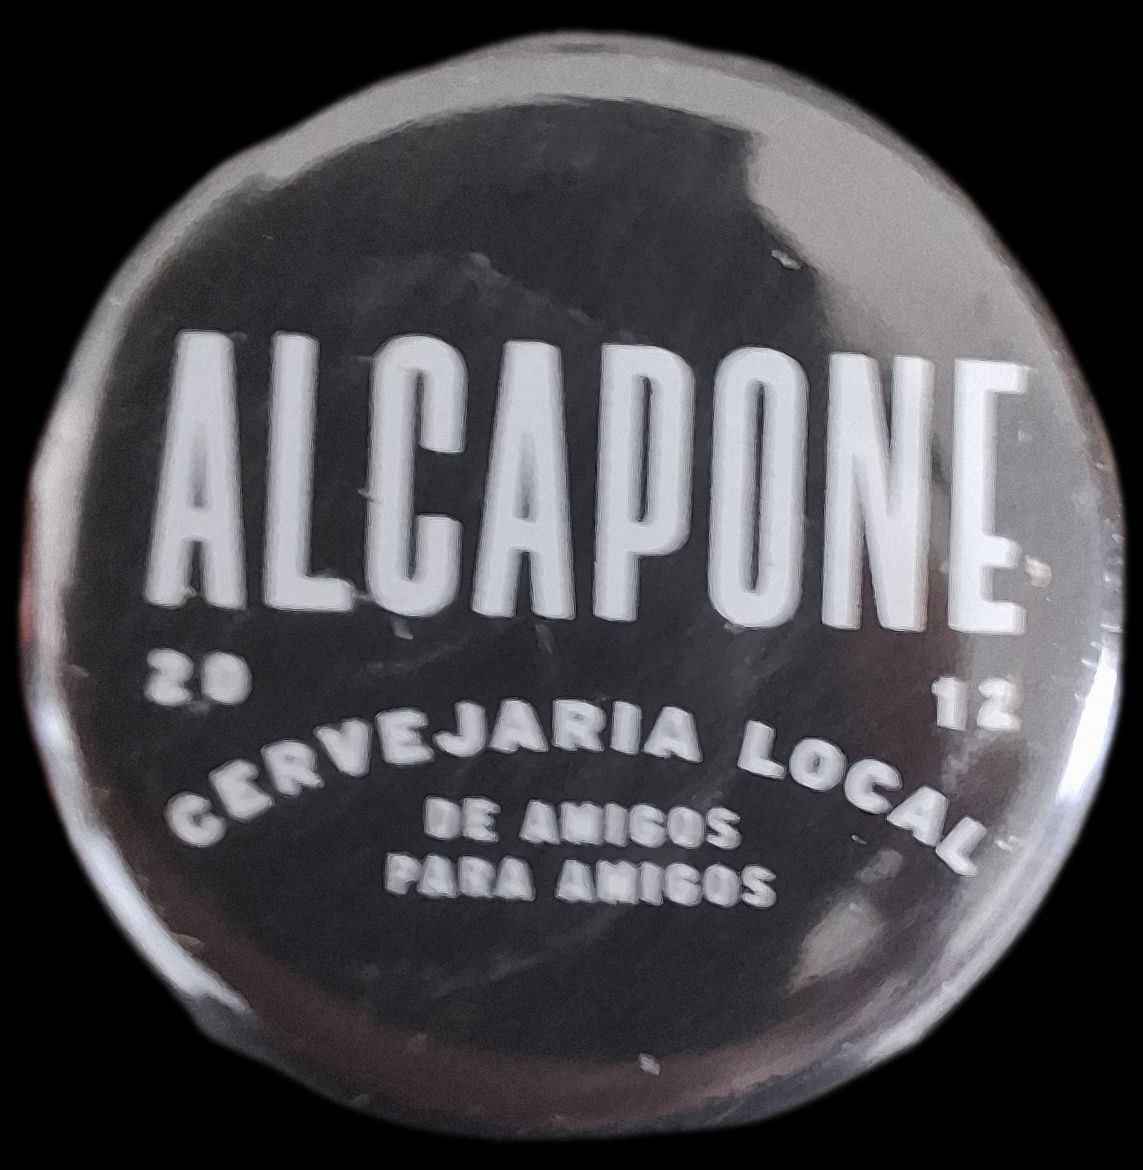 ALCAPONE
20 12
CERVEJARIA LOCAL
DE AMIGOS
PARA AMIGOS